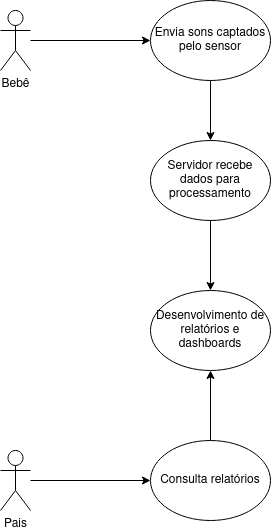 Envia sons captados
pelo sensor
Bebê
Servidor recebe
dados para
processamento
Desenvolvimento de
relatórios e
dashboards
Consulta relatórios
Pais